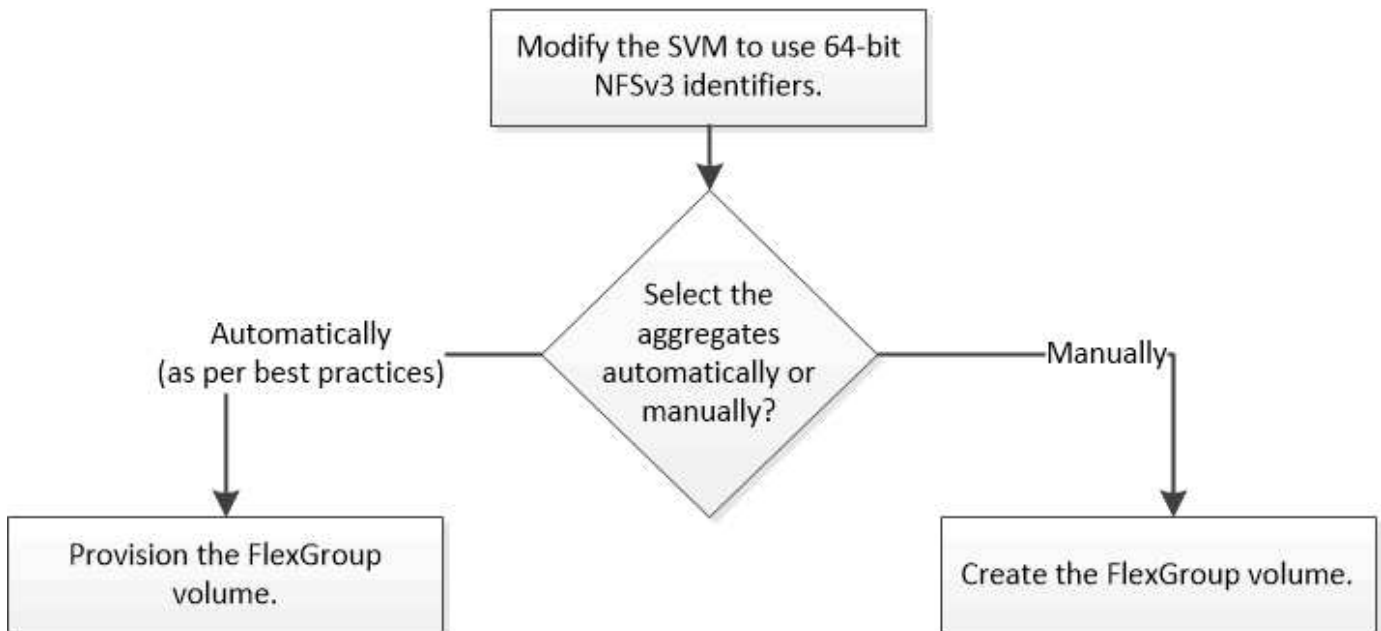 Modify the SVM to use 64-bit
NFSv3 identifiers.
Select the
aggregates
automatically or
manually?
Automatically
(as per best practices)
Manually
Provision the FlexGroup
volume.
Create the FlexGroup volume.